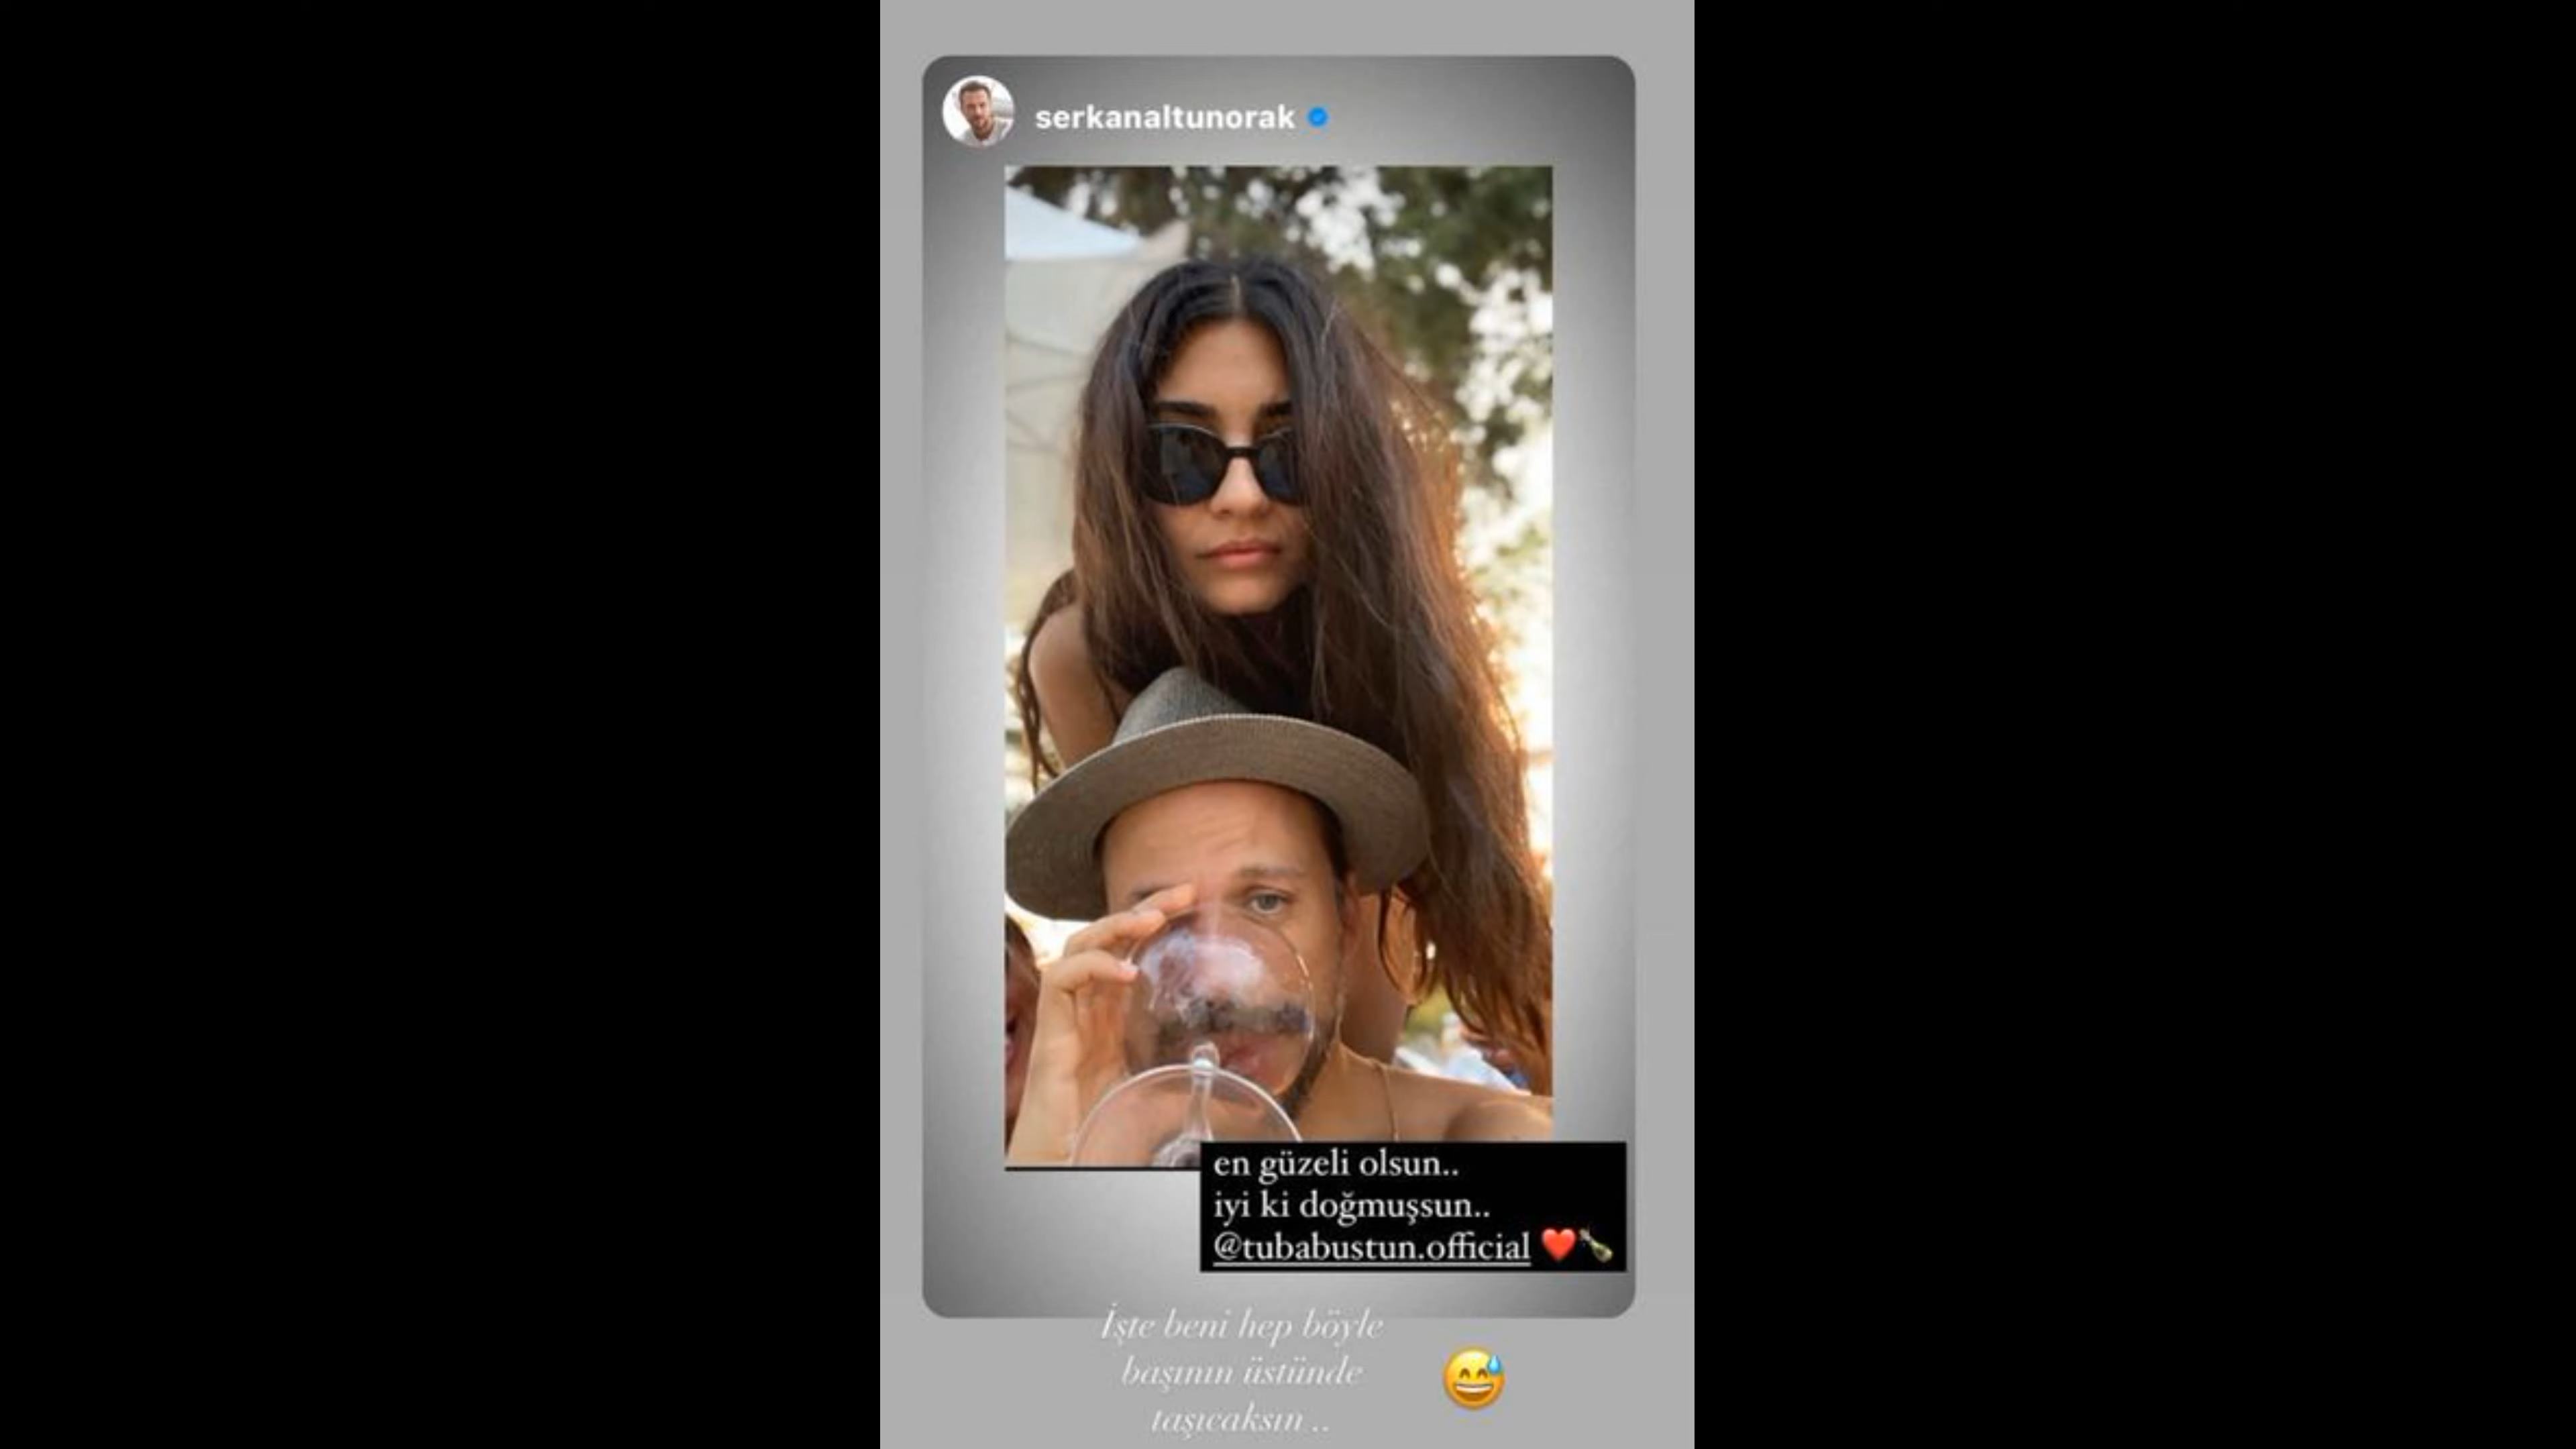 serkanaltunorak
en güzeli olsun..
iyi ki doğmuşsun..
@tubabustun.official
İşte beni hep böyle
başının üstünde
taşıcaksın ..